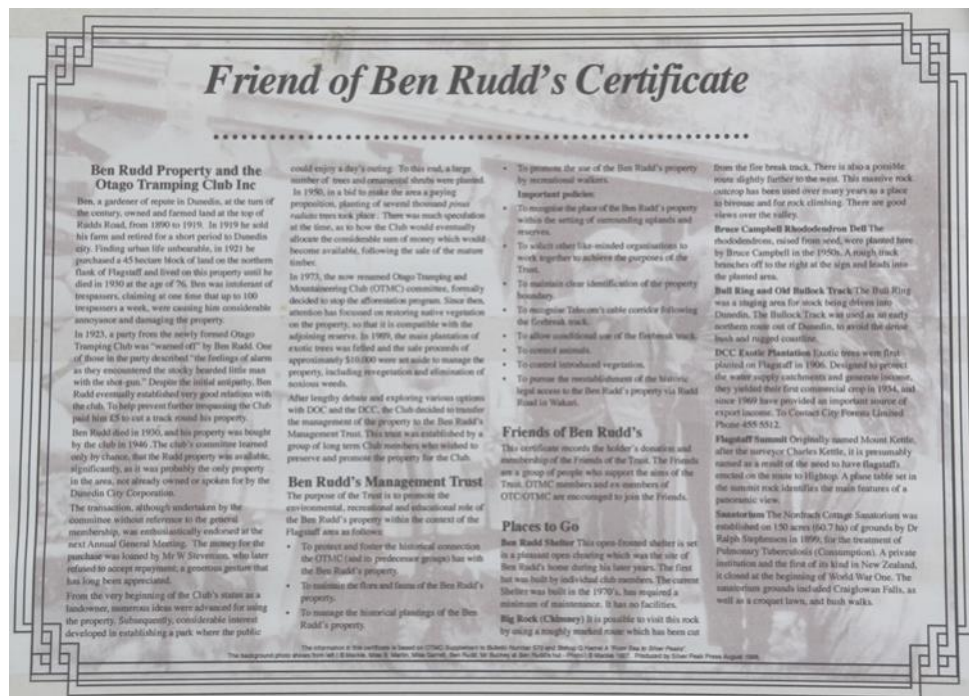 Friend of Ben Rudd's Certificate
Ben Rudd Property and the
Otago Tramping Club Inc
Ben, a gardener of repute in Dunedin, at the turn of
the century, owned and farmed land at the top of
Rudds Road, from 1890 to 1919. In 1919 he sold
his farm and retired for a short period to Dunedin
city. Finding urban life unbearable, in 1921 he
purchased a 45 hectare block of land on the northern
flank of Flagstaff and lived on this property until he
died in 1930 at the age of 76. Ben was intolerant of
trespassers, claiming at one time that up to 100
trespassers a week, were causing him considerable
annoyance and damaging the property.
In 1923, a party from the newly formed Otago
Tramping Club was "warned off" by Ben Rudd. One
of those in the party described "the feelings of alarm
as they encountered the stocky bearded little man
with the shot-gun." Despite the initial antipathy, Ben
Rudd eventually established very good relations with
the club. To help prevent further trespassing the Club
paid him £5 to cut a track round his property.
Ben Rudd died in 1930, and his property was bought
by the club in 1946. The club's committee learned
only by chance, that the Rudd property was available,
significantly, as it was probably the only property
in the area, not already owned or spoken for by the
Dunedin City Corporation.
The transaction, although undertaken by the
committee without reference to the general
membership, was enthusiastically endorsed at the
next Annual General Meeting. The money for the
purchase was loaned by Mr W Stevenson, who later
refused to accept repayment, a generous gesture that
has long been appreciated.
From the very beginning of the Club's status as a
landowner, numerous ideas were advanced for using
the property. Subsequently, considerable interest
developed in establishing a park where the public
could enjoy a day's outing. To this end, a large
number of trees and ornamental shrubs were planted.
In 1950, in a bid to make the area a paying
proposition, planting of several thousand pinus
radiata trees took place. There was much speculation
at the time, as to how the Club would eventually
allocate the considerable sum of money which would
become available, following the sale of the mature
timber.
In 1973, the now renamed Otago Tramping and
Mountaineering Club (OTMC) committee, formally
decided to stop the afforestation program. Since then,
attention has focused on restoring native vegetation
on the property, so that it is compatible with the
adjoining reserve. In 1989, the main plantation of
exotic trees was felled and the sale proceeds of
approximately $10,000 were set aside to manage the
property, including revegetation and elimination of
noxious weeds.
After lengthy debate and exploring various options
with DOC and the DCC, the Club decided to transfer
the management of the property to the Ben Rudd's
Management Trust. This trust was established by a
group of long term Club members who wished to
preserve and promote the property for the Club.
Ben Rudd's Management Trust
The purpose of the Trust is to promote the
environmental, recreational and educational role of
the Ben Rudd's property within the context of the
Flagstaff area as follows:
• To protect and foster the historical connection
the OTMC (and its predecessor groups) has with
the Ben Rudd's property.
• To maintain the flora and fauna of the Ben Rudd's
property.
• To manage the historical plantings of the Ben
Rudd's property.
• To promote the use of the Ben Rudd's property
by recreational walkers.
Important policies:
• To recognise the place of the Ben Rudd's property
within the setting of surrounding uplands and
reserves.
• To solicit other like-minded organisations to
work together to achieve the purposes of the
Trust.
• To maintain clear identification of the property
boundary.
• To recognise Telecom's cable corridor following
the firebreak track.
• To allow conditional use of the firebreak track.
• To control animals.
• To control introduced vegetation.
• To pursue the reestablishment of the historic
legal access to the Ben Rudd's property via Rudd
Road in Wakari.
Friends of Ben Rudd's
This certificate records the holder's donation and
membership of the Friends of the Trust. The Friends
are a group of people who support the aims of the
Trust. OTMC members and ex-members of
OTC/OTMC are encouraged to join the Friends.
Places to Go
Ben Rudd Shelter This open-fronted shelter is set
in a pleasant open clearing which was the site of
Ben Rudd's home during his later years. The first
hut was built by individual club members. The current
Shelter was built in the 1970's, has required a
minimum of maintenance. It has no facilities.
Big Rock (Chimney) It is possible to visit this rock
by using a roughly marked route which has been cut
from the fire break track. There is also a possible
route slightly further to the west. This massive rock
outcrop has been used over many years as a place
to bivouac and for rock climbing. There are good
views over the valley.
Bruce Campbell Rhododendron Dell The
rhododendrons, raised from seed, were planted here
by Bruce Campbell in the 1950s. A rough track
branches off to the right at the sign and leads into
the planted area.
Bull Ring and Old Bullock Track The Bull Ring
was a staging area for stock being driven into
Dunedin. The Bullock Track was used as an early
northern route out of Dunedin, to avoid the dense
bush and rugged coastline.
DCC Exotic Plantation Exotic trees were first
planted on Flagstaff in 1906. Designed to protect
the water supply catchments and generate income,
they yielded their first commercial crop in 1934, and
since 1969 have provided an important source of
export income. To Contact City Forests Limited
Phone 455 5512.
Flagstaff Summit Originally named Mount Kettle,
after the surveyor Charles Kettle, it is presumably
named as a result of the need to have flagstaffs
erected on the route to Hightop. A plane table set in
the summit rock identifies the main features of a
panoramic view.
Sanatorium The Nordrach Cottage Sanatorium was
established on 150 acres (60.7 ha) of grounds by Dr
Ralph Stephenson in 1899, for the treatment of
Pulmonary Tuberculosis (Consumption). A private
institution and the first of its kind in New Zealand,
it closed at the beginning of World War One. The
sanatorium grounds included Craiglowan Falls, as
well as a croquet lawn, and bush walks.
The information in this certificate is based on OTMC Supplement to Bulletin Number
The background photo shows from left